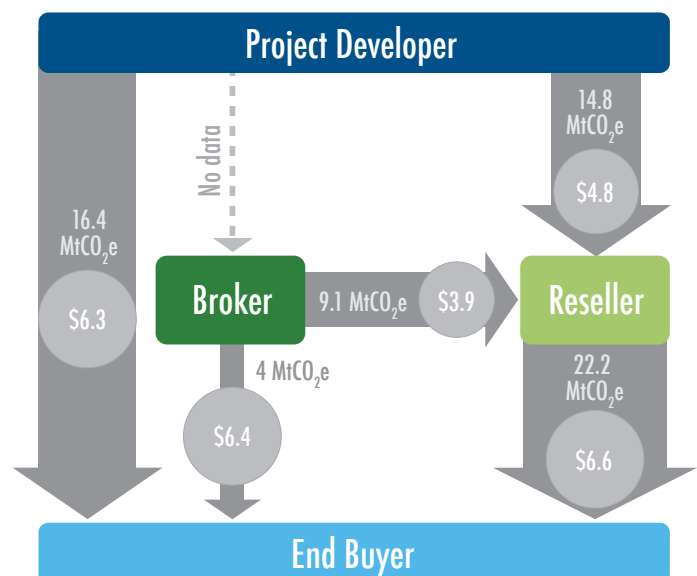 Project Developer
No data
14.8
MtCO₂e
$4.8
16.4
MtCO₂e
$6.3
Broker
9.1 MtCO₂e
$3.9
Reseller
4 MtCO₂e
$6.4
22.2
MtCO₂e
$6.6
End Buyer